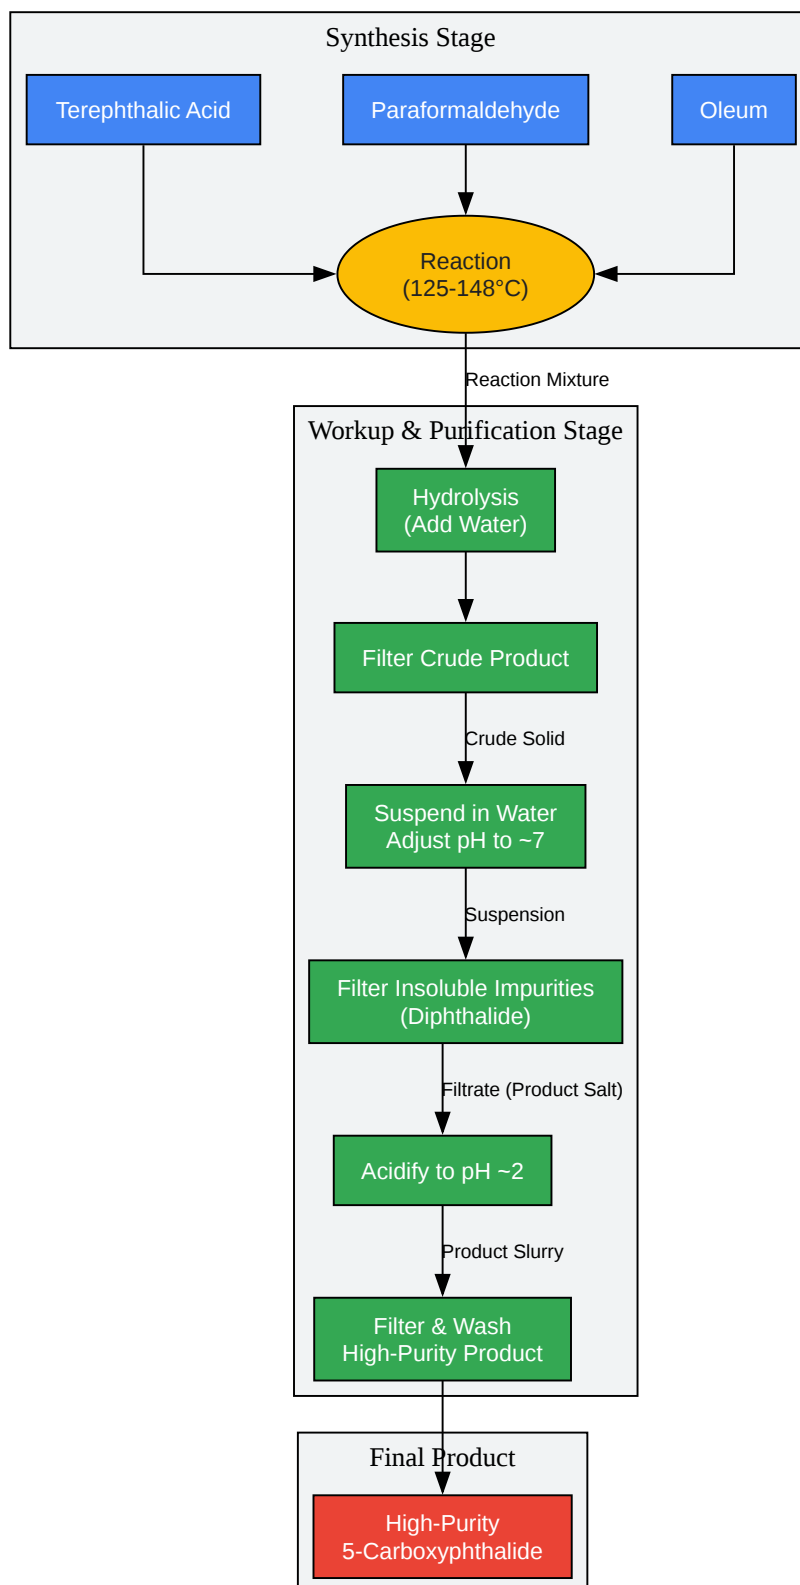 Synthesis Stage
Terephthalic Acid
Paraformaldehyde
Oleum
Reaction
(125-148°C)
Reaction Mixture
Workup & Purification Stage
Hydrolysis
(Add Water)
Filter Crude Product
Crude Solid
Suspend in Water
Adjust pH to ~7
Suspension
Filter Insoluble Impurities
(Diphthalide)
Filtrate (Product Salt)
Acidify to pH ~2
Product Slurry
Filter & Wash
High-Purity Product
Final Product
High-Purity
5-Carboxyphthalide